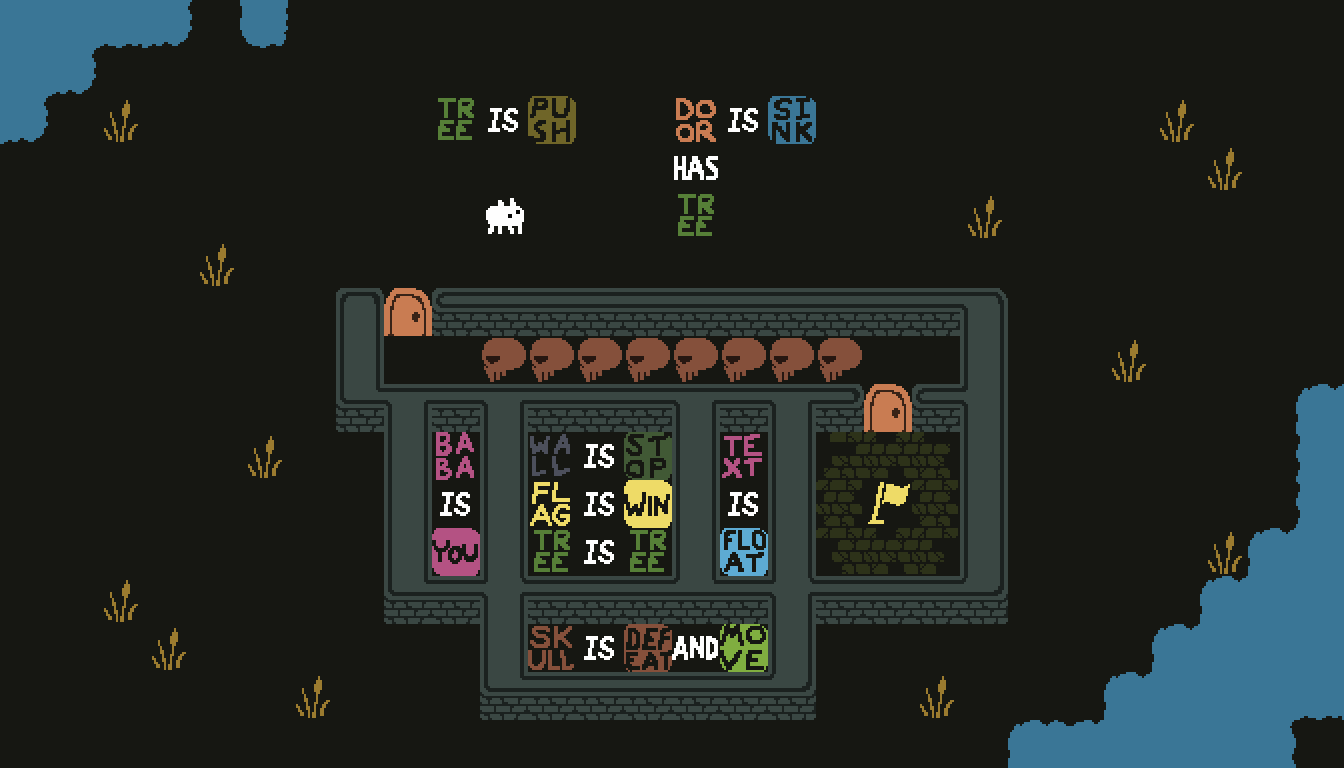 TREE IS PUSH DOOR IS SINK
HAS
TREE
BABA WALL IS STOP TEXT
IS FLAG IS WIN IS
YOU TREE IS TREE FLOAT
SKULL IS DEFEAT AND MOVE